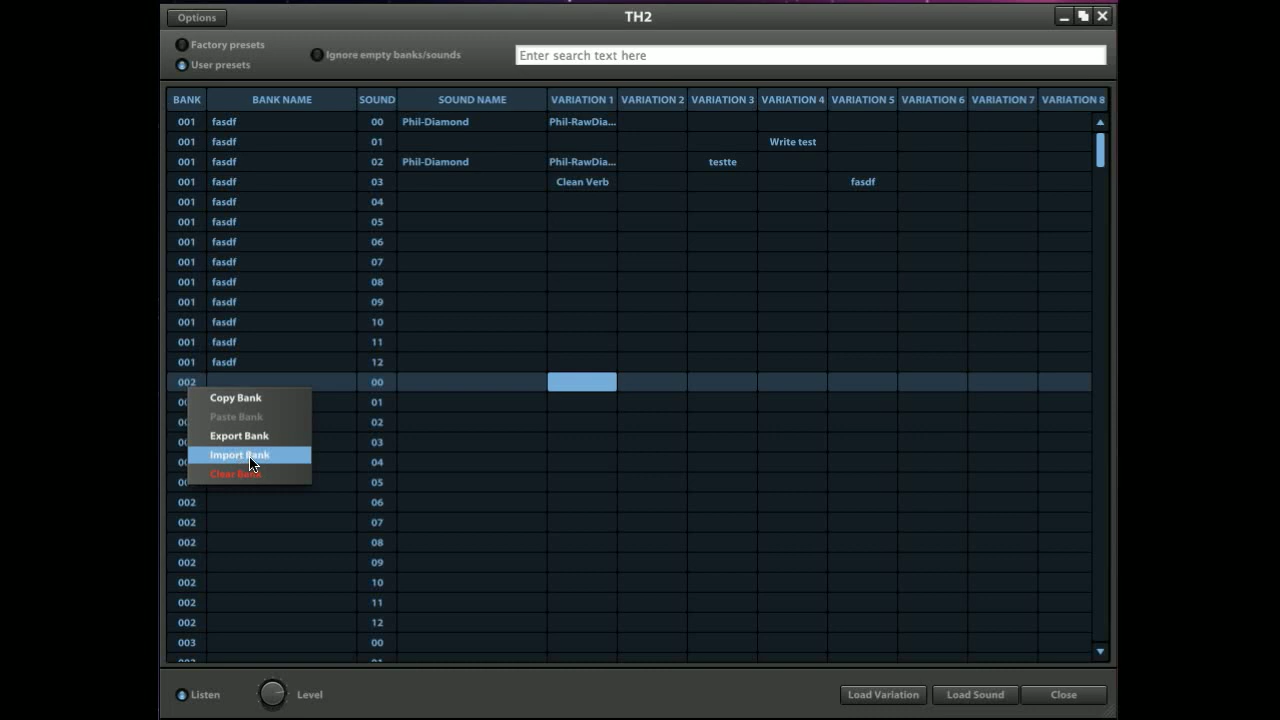 Options TH2
Factory presets
User presets
Ignore empty banks/sounds
Enter search text here
BANK BANK NAME SOUND SOUND NAME VARIATION 1 VARIATION 2 VARIATION 3 VARIATION 4 VARIATION 5 VARIATION 6 VARIATION 7 VARIATION 8
001 fasdf 00 Phil-Diamond Phil-RawDia...
001 fasdf 01 Write test
001 fasdf 02 Phil-Diamond Phil-RawDia... testte
001 fasdf 03 Clean Verb fasdf
001 fasdf 04
001 fasdf 05
001 fasdf 06
001 fasdf 07
001 fasdf 08
001 fasdf 09
001 fasdf 10
001 fasdf 11
001 fasdf 12
002 00
Copy Bank
01
Paste Bank
02
Export Bank
03
Import Bank
04
Clear Bank
05
002 06
002 07
002 08
002 09
002 10
002 11
002 12
003 00
Listen Level Load Variation Load Sound Close